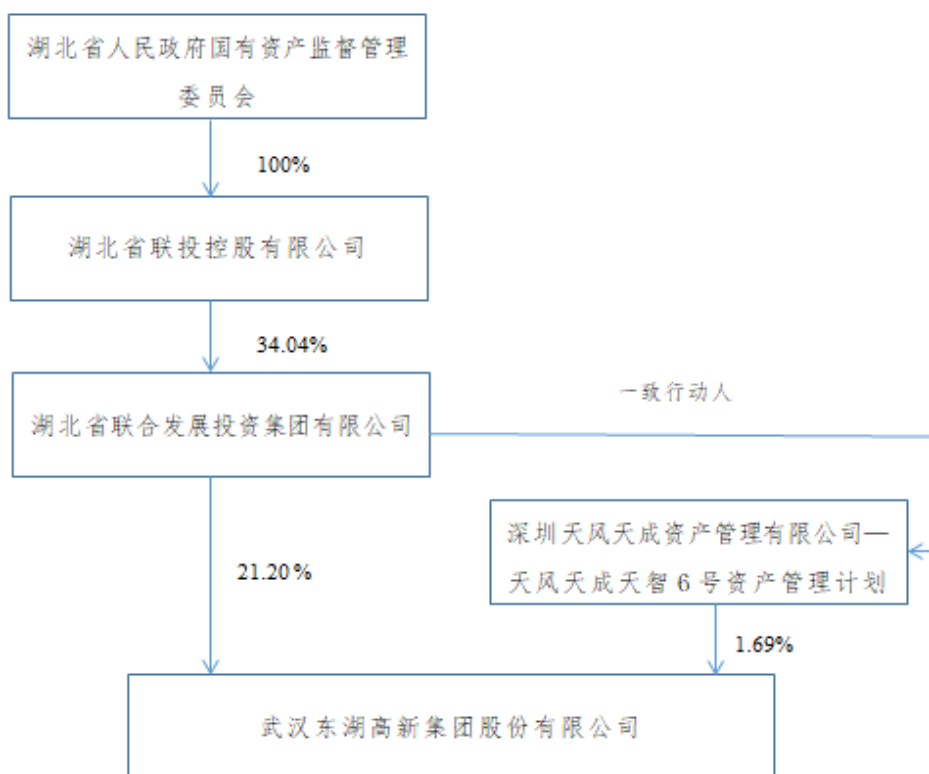 湖北省人民政府国有资产监督管理
委员会
100%
湖北省联投控股有限公司
34.04%
湖北省联合发展投资集团有限公司
一致行动人
深圳天风天成资产管理有限公司—
天风天成天智 6 号资产管理计划
21.20%
1.69%
武汉东湖高新集团股份有限公司